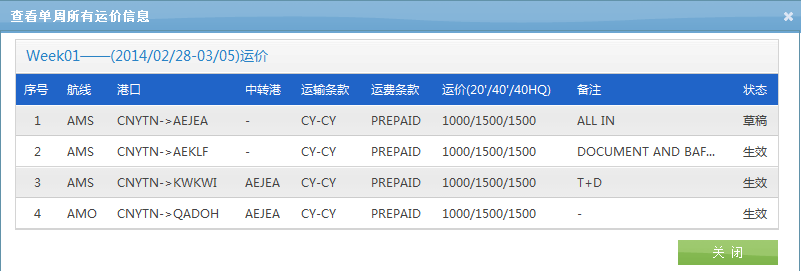 查看单周所有运价信息
Week01——(2014/02/28-03/05)运价
序号 航线 港口 中转港 运输条款 运费条款 运价(20'/40'/40HQ) 备注 状态
1 AMS CNYTN->AEJEA - CY-CY PREPAID 1000/1500/1500 ALL IN 草稿
2 AMS CNYTN->AEKLF - CY-CY PREPAID 1000/1500/1500 DOCUMENT AND BAF... 生效
3 AMS CNYTN->KWKWI AEJEA CY-CY PREPAID 1000/1500/1500 T+D 生效
4 AMO CNYTN->QADOH AEJEA CY-CY PREPAID 1000/1500/1500 - 生效
关 闭